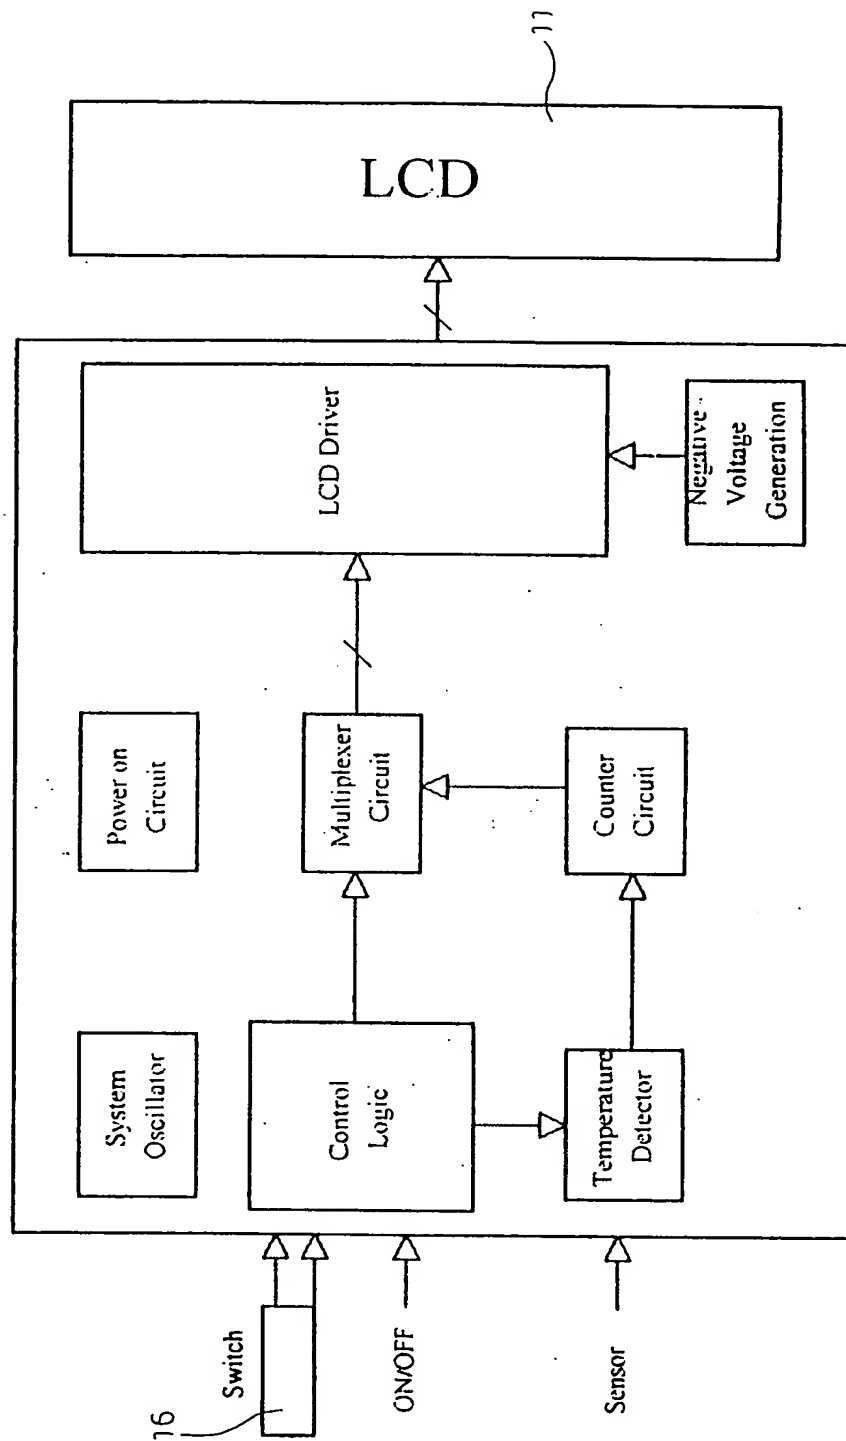 Switch
16
ON/OFF
Sensor
System
Oscillator
Control
Logic
Temperature
Detector
Power on
Circuit
Multiplexer
Circuit
Counter
Circuit
LCD Driver
Negative
Voltage
Generation
LCD
11